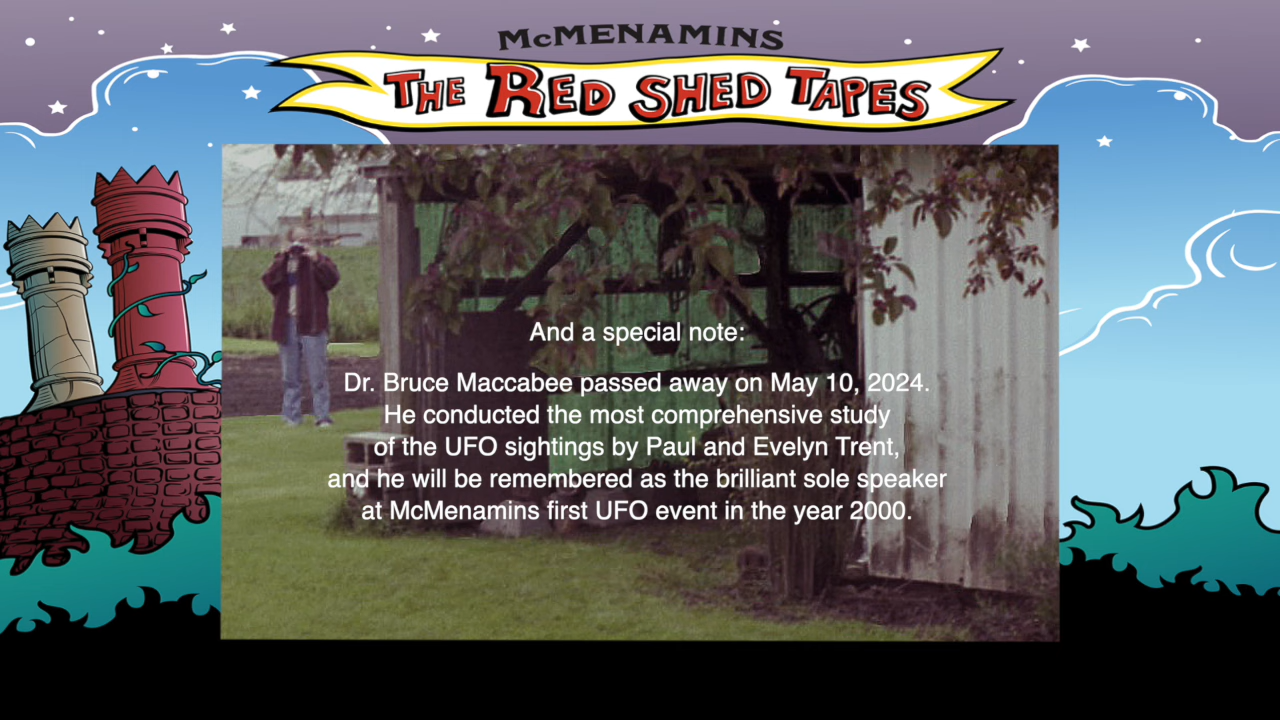 McMENAMINS
THE RED SHED TAPES
And a special note:
Dr. Bruce Maccabee passed away on May 10, 2024.
He conducted the most comprehensive study
of the UFO sightings by Paul and Evelyn Trent,
and he will be remembered as the brilliant sole speaker
at McMenamins first UFO event in the year 2000.